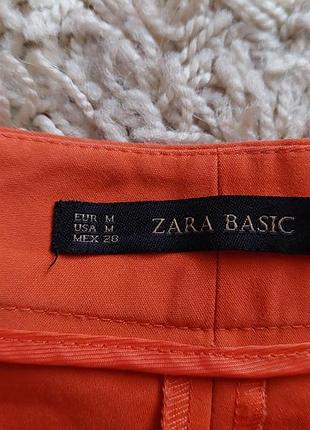 EUR M
USA M
MEX 28
ZARA BASIC